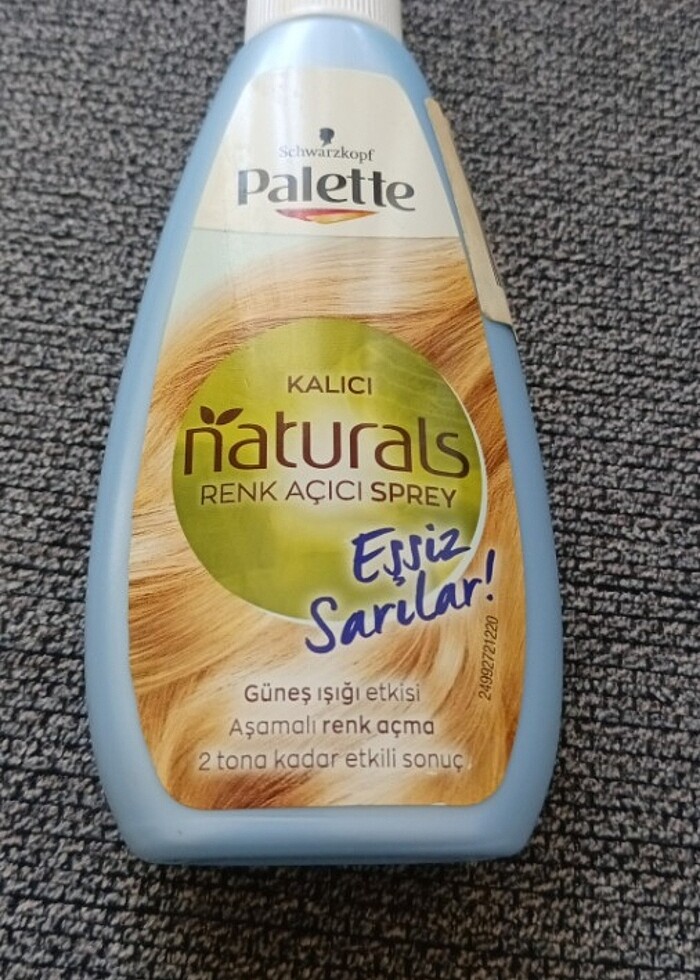 Schwarzkopf
Palette
KALICI
naturals
RENK AÇICI SPREY
Eşsiz
Sarılar!
24992721220
Güneş ışığı etkisi
Aşamalı renk açma
2 tona kadar etkili sonuç